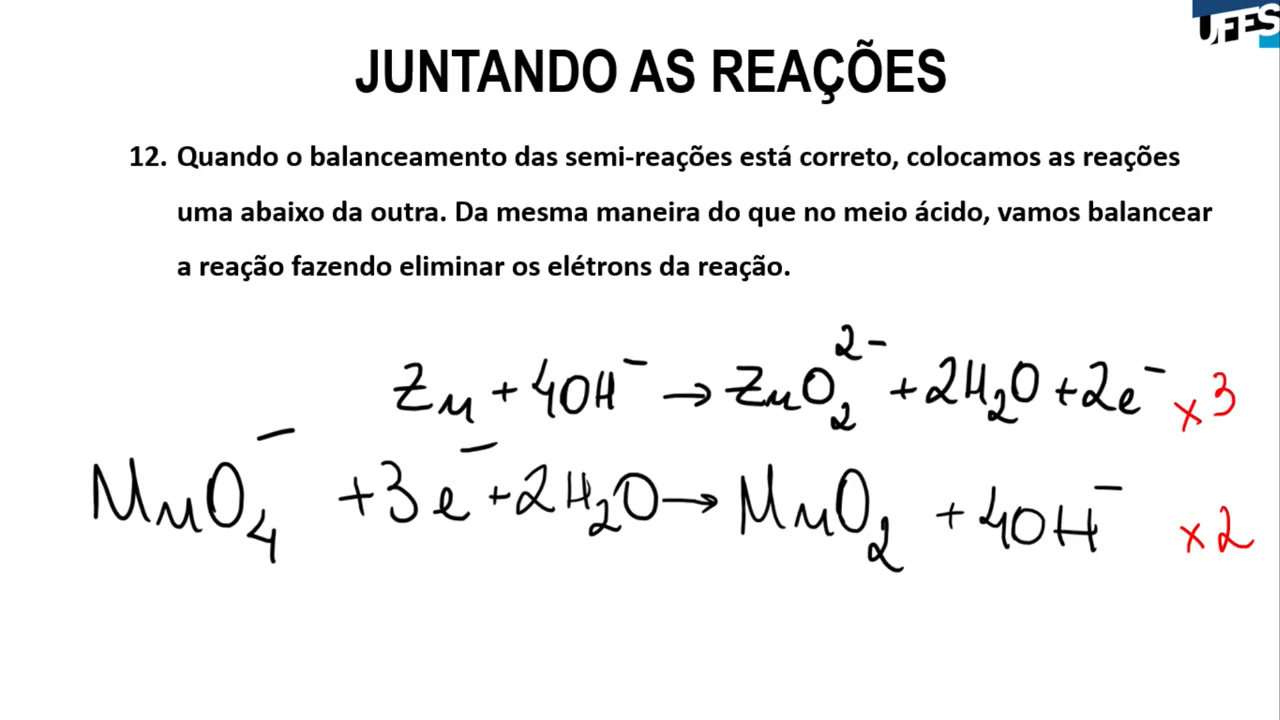 UFES
JUNTANDO AS REAÇÕES
12. Quando o balanceamento das semi-reações está correto, colocamos as reações
uma abaixo da outra. Da mesma maneira do que no meio ácido, vamos balancear
a reação fazendo eliminar os elétrons da reação.
Zn + 4OH⁻ → ZnO₂²⁻ + 2H₂O + 2e⁻ x3
MnO₄⁻ + 3e⁻ + 2H₂O → MnO₂ + 4OH⁻ x2